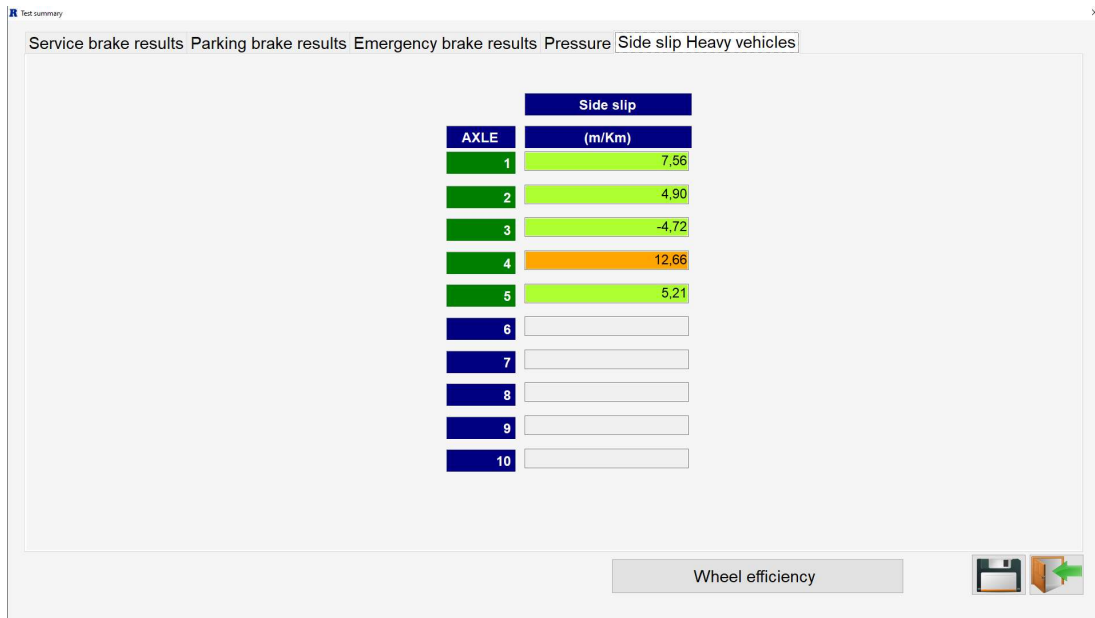 R Test summary
Service brake results Parking brake results Emergency brake results Pressure Side slip Heavy vehicles
Side slip
AXLE (m/Km)
1 7,56
2 4,90
3 -4,72
4 12,66
5 5,21
6
7
8
9
10
Wheel efficiency